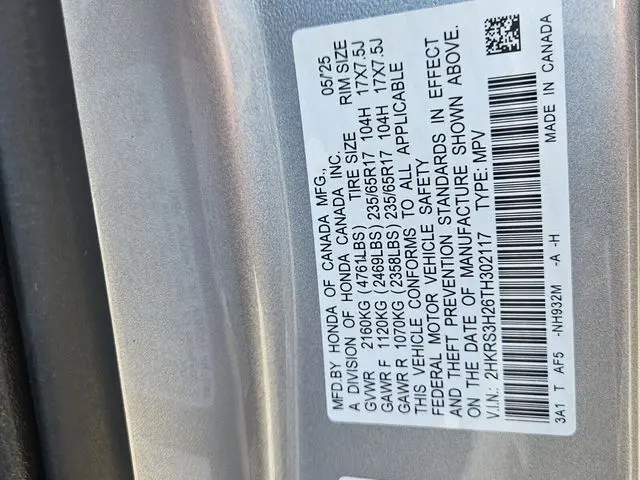 MFD.BY HONDA OF CANADA MFG., 05/25
A DIVISION OF HONDA CANADA INC.
TIRE SIZE RIM SIZE
GVWR 2160KG (4761LBS)
GAWR F 1120KG (2469LBS) 235/65R17 104H 17X7.5J
GAWR R 1070KG (2358LBS) 235/65R17 104H 17X7.5J
THIS VEHICLE CONFORMS TO ALL APPLICABLE
FEDERAL MOTOR VEHICLE SAFETY
AND THEFT PREVENTION STANDARDS IN EFFECT
ON THE DATE OF MANUFACTURE SHOWN ABOVE.
V.I.N.: 2HKRS3H26TH302117 TYPE: MPV
3A1 T AF5 -NH932M -A -H MADE IN CANADA